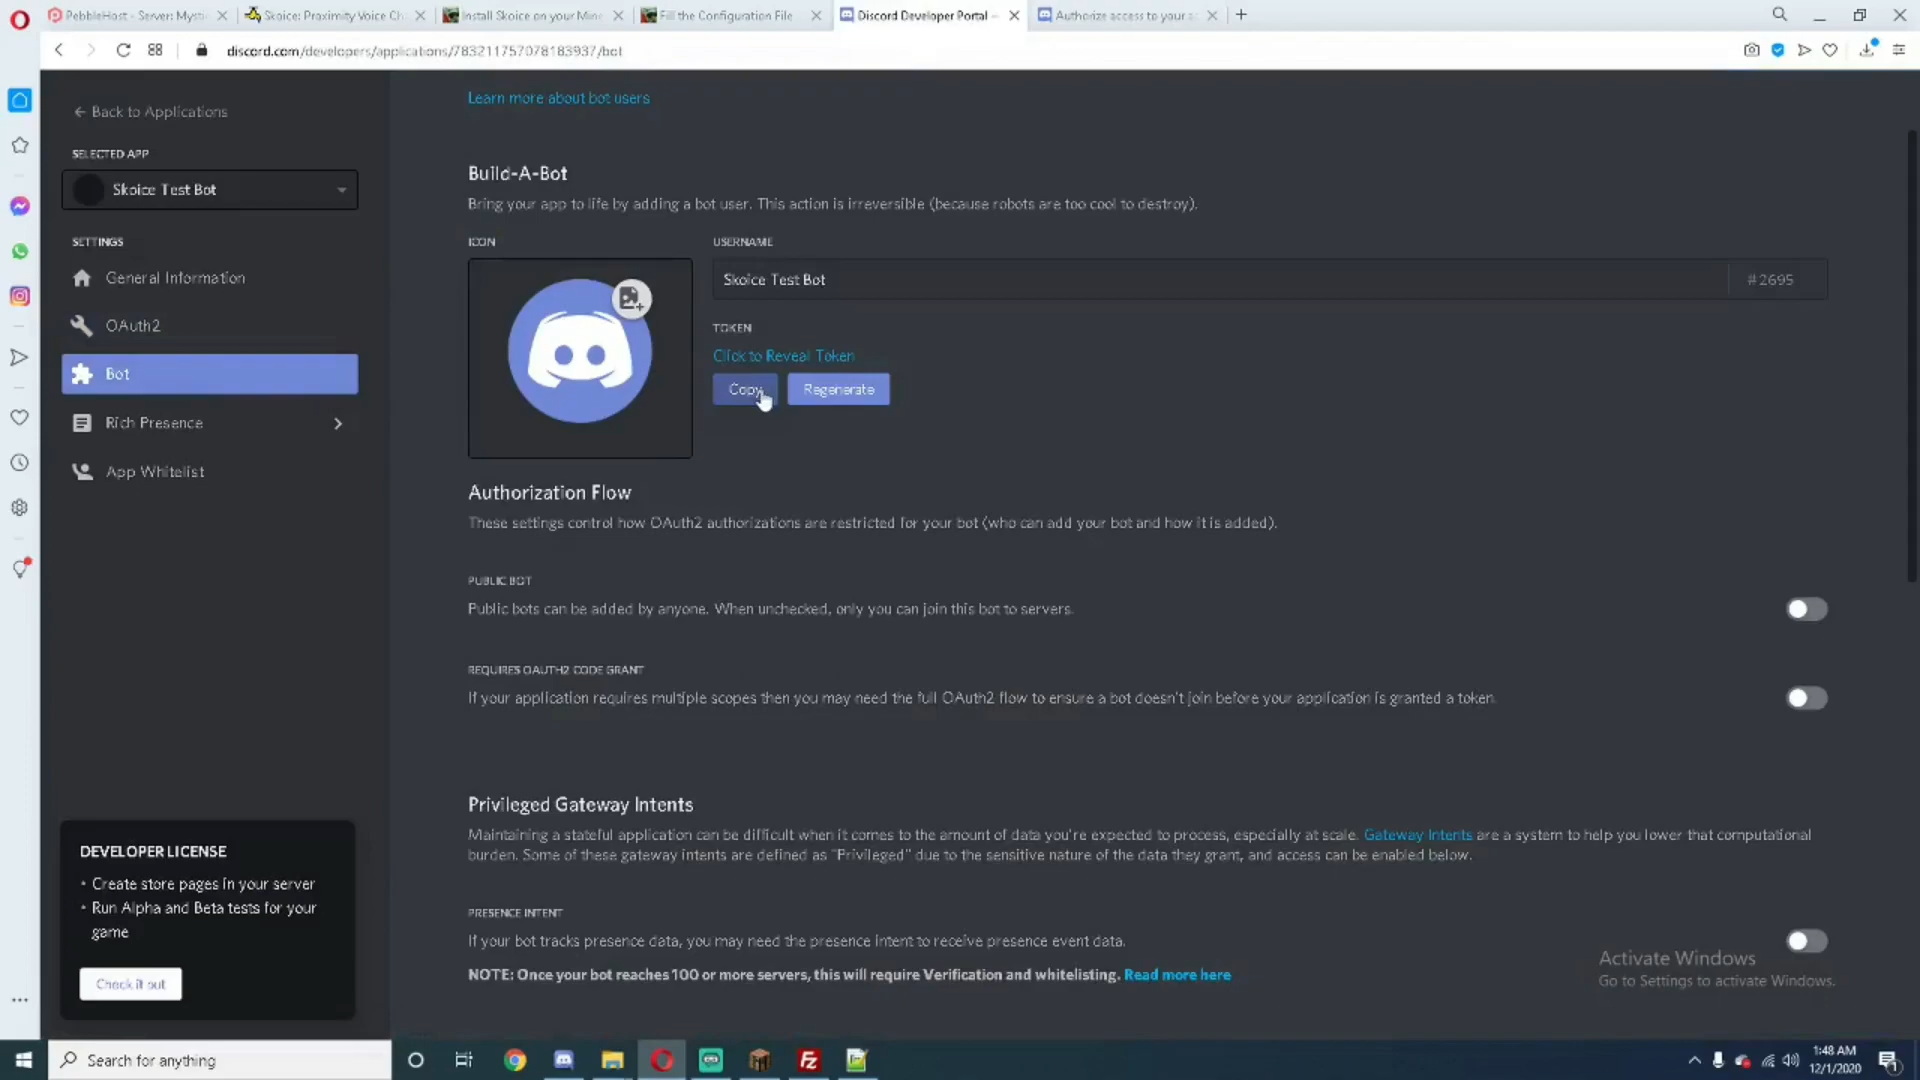 PebbleHost - Server: Mysti
Skoice: Proximity Voice Ch
Install Skoice on your Mine
Fill the Configuration File
Discord Developer Portal —
Authorize access to your a
discord.com/developers/applications/783211757078183937/bot
← Back to Applications
SELECTED APP
Skoice Test Bot
SETTINGS
General Information
OAuth2
Bot
Rich Presence
App Whitelist
DEVELOPER LICENSE
• Create store pages in your server
• Run Alpha and Beta tests for your
game
Check it out
Learn more about bot users
Build-A-Bot
Bring your app to life by adding a bot user. This action is irreversible (because robots are too cool to destroy).
ICON
USERNAME
Skoice Test Bot
#2695
TOKEN
Click to Reveal Token
Copy
Regenerate
Authorization Flow
These settings control how OAuth2 authorizations are restricted for your bot (who can add your bot and how it is added).
PUBLIC BOT
Public bots can be added by anyone. When unchecked, only you can join this bot to servers.
REQUIRES OAUTH2 CODE GRANT
If your application requires multiple scopes then you may need the full OAuth2 flow to ensure a bot doesn't join before your application is granted a token.
Privileged Gateway Intents
Maintaining a stateful application can be difficult when it comes to the amount of data you're expected to process, especially at scale. Gateway Intents are a system to help you lower that computational
burden. Some of these gateway intents are defined as "Privileged" due to the sensitive nature of the data they grant, and access can be enabled below.
PRESENCE INTENT
If your bot tracks presence data, you may need the presence intent to receive presence event data.
NOTE: Once your bot reaches 100 or more servers, this will require Verification and whitelisting. Read more here
Activate Windows
Go to Settings to activate Windows.
Search for anything
1:48 AM
12/1/2020
1